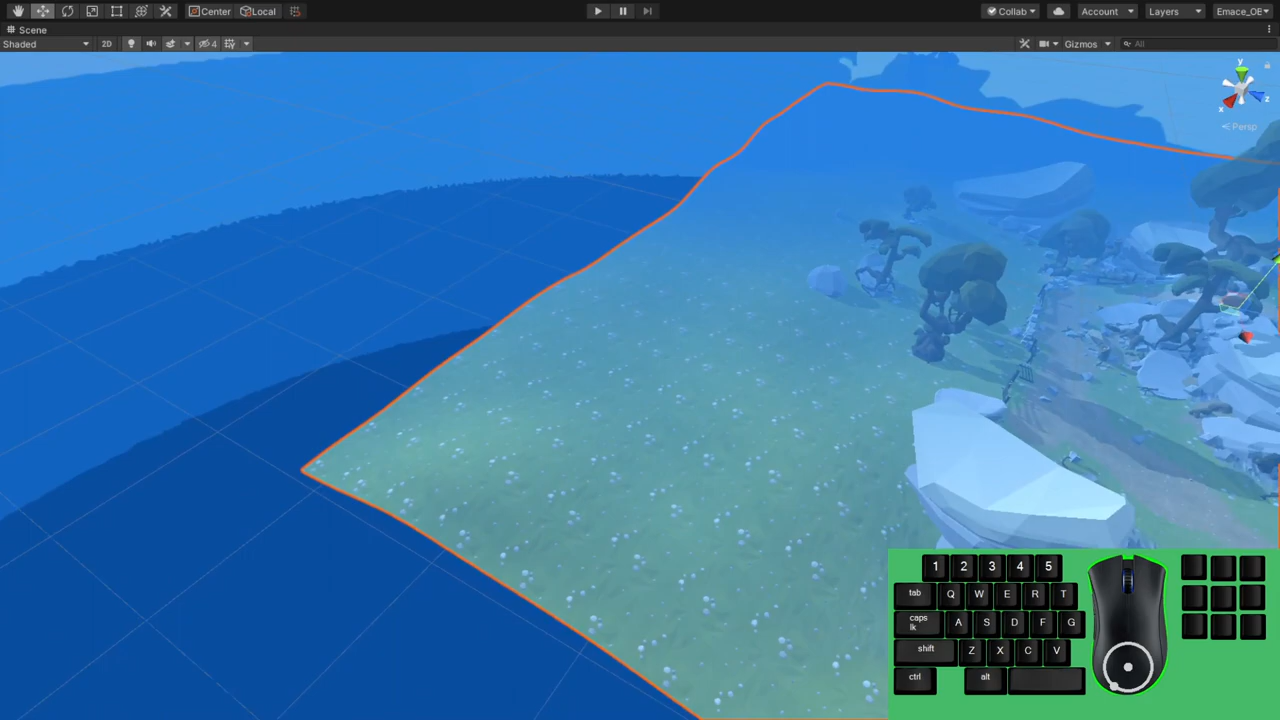 Center Local Collab Account Layers Emace_OE
Scene
Shaded 2D 4 Gizmos All
y
x z
Persp
1 2 3 4 5
tab Q W E R T
caps lk A S D F G
shift Z X C V
ctrl alt